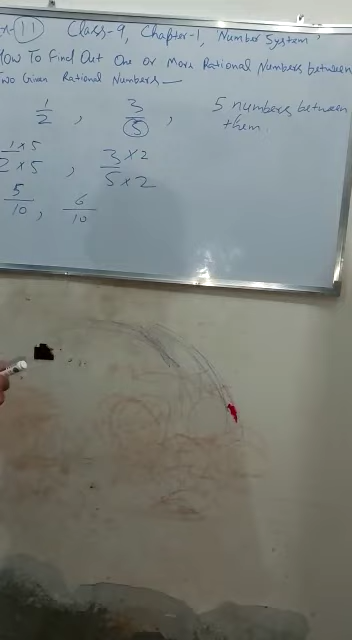 (11) Class-9, Chapter-1, Number System
How To Find Out One or More Rational Numbers between
Two Given Rational Numbers—
1/2 , 3/5 , 5 numbers between
them.
1×5/2×5 , 3×2/5×2
5/10 , 6/10